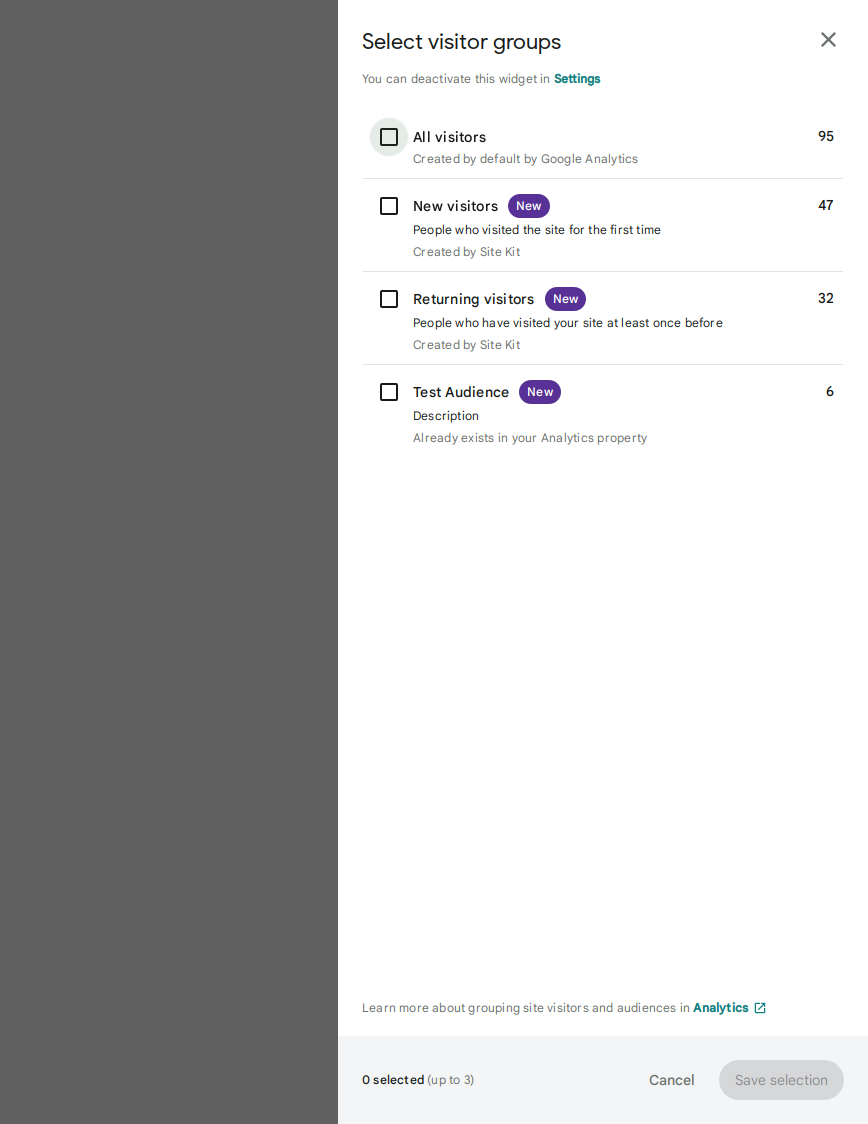 Select visitor groups
You can deactivate this widget in Settings
All visitors 95
Created by default by Google Analytics
New visitors New 47
People who visited the site for the first time
Created by Site Kit
Returning visitors New 32
People who have visited your site at least once before
Created by Site Kit
Test Audience New 6
Description
Already exists in your Analytics property
Learn more about grouping site visitors and audiences in Analytics
0 selected (up to 3) Cancel Save selection